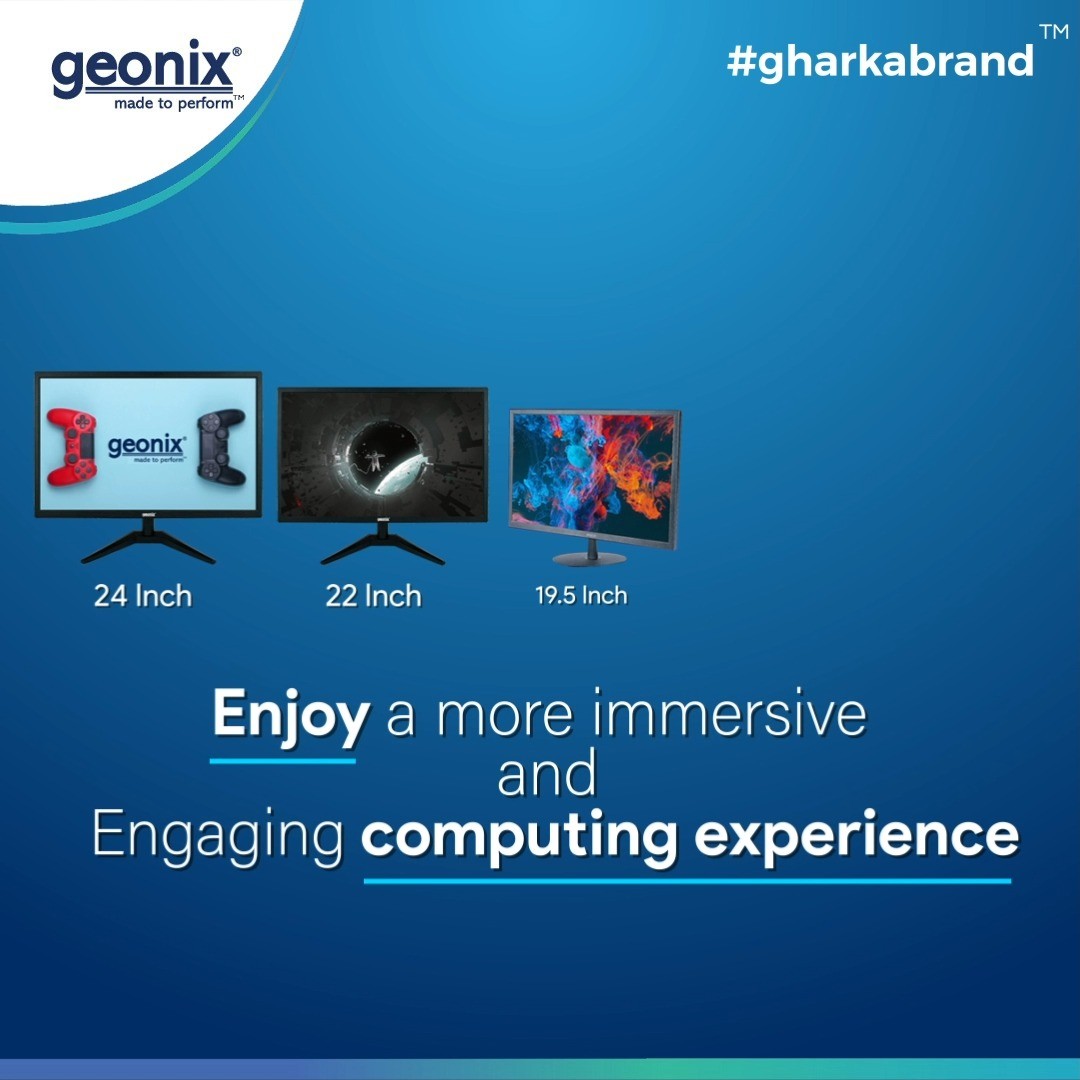 geonix®
made to perform™
#gharkabrand™
geonix®
made to perform™
24 Inch
22 Inch
19.5 Inch
Enjoy a more immersive
and
Engaging computing experience